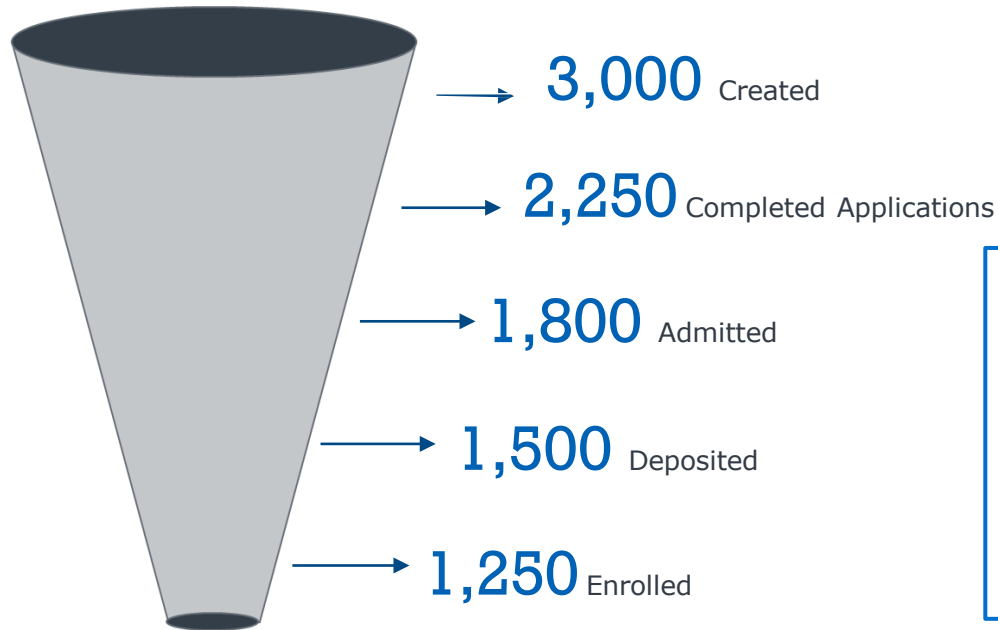 3,000 Created
2,250 Completed Applications
1,800 Admitted
1,500 Deposited
1,250 Enrolled